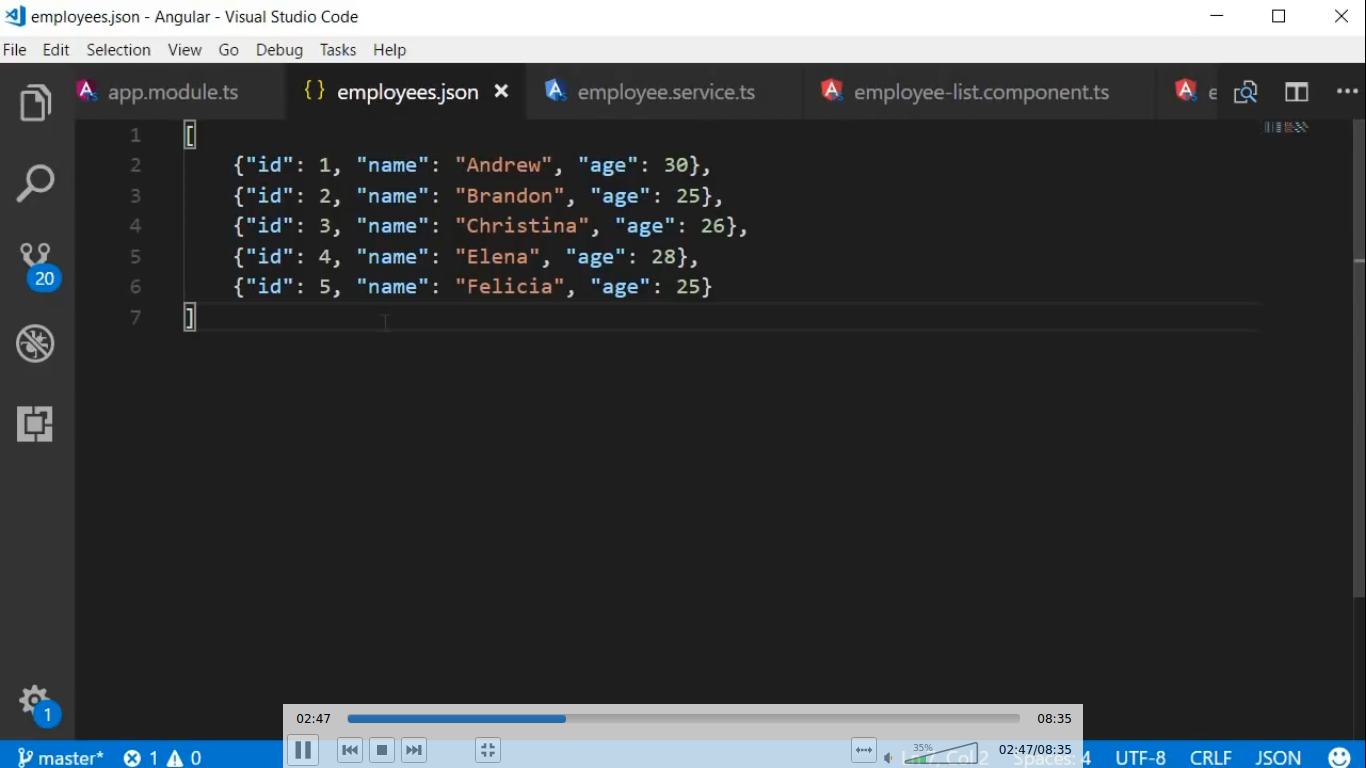 employees.json - Angular - Visual Studio Code
File Edit Selection View Go Debug Tasks Help
app.module.ts { } employees.json employee.service.ts employee-list.component.ts e
1 [
2 {"id": 1, "name": "Andrew", "age": 30},
3 {"id": 2, "name": "Brandon", "age": 25},
4 {"id": 3, "name": "Christina", "age": 26},
5 {"id": 4, "name": "Elena", "age": 28},
6 {"id": 5, "name": "Felicia", "age": 25}
7 ]
20
1
02:47 08:35
35% 02:47/08:35
master* 1 0 Ln 7, Col 2 Spaces: 4 UTF-8 CRLF JSON